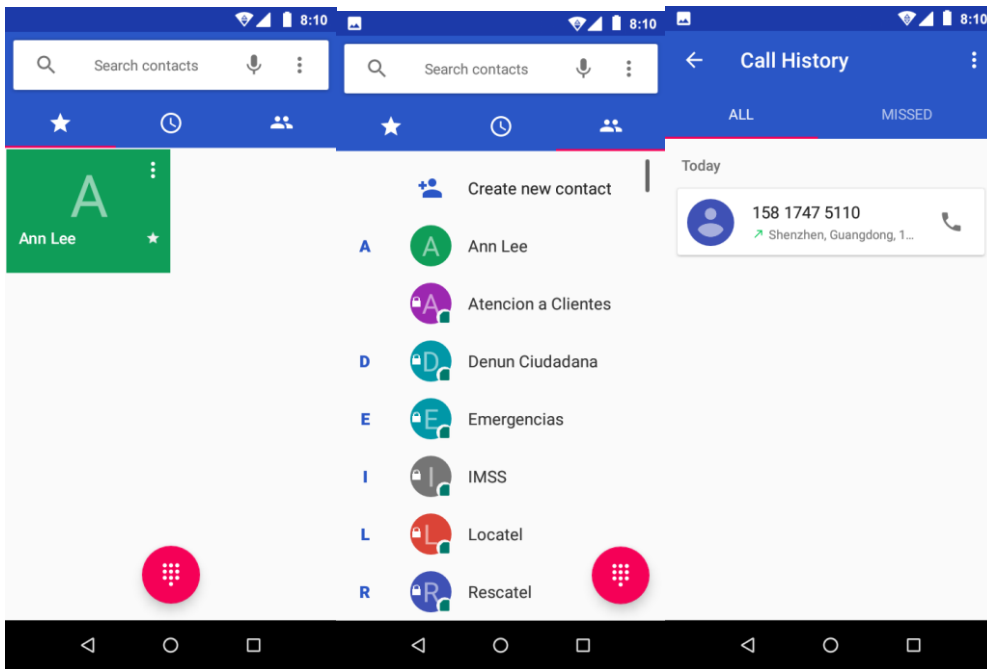 8:10
Search contacts
A
Ann Lee
8:10
Search contacts
Create new contact
A
A
Ann Lee
A
Atencion a Clientes
D
D
Denun Ciudadana
E
E
Emergencias
I
I
IMSS
L
L
Locatel
R
R
Rescatel
8:10
Call History
ALL MISSED
Today
158 1747 5110
Shenzhen, Guangdong, 1...